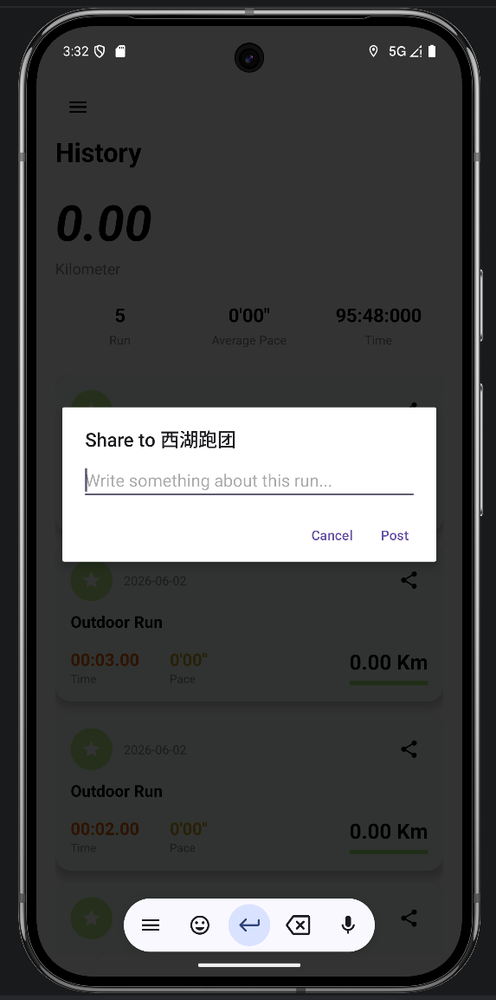 3:32
5G
History
0.00
Kilometer
5
0'00"
95:48:000
Run
Average Pace
Time
Share to 西湖跑团
Write something about this run...
Cancel
Post
2026-06-02
Outdoor Run
00:03.00
0'00"
0.00 Km
Time
Pace
2026-06-02
Outdoor Run
00:02.00
0'00"
0.00 Km
Time
Pace